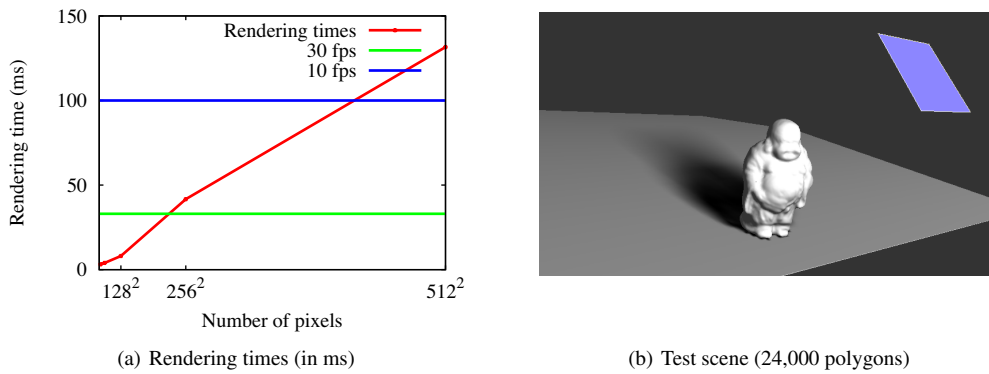 150
100
50
0
Rendering time (ms)
Rendering times
30 fps
10 fps
128²
256²
512²
Number of pixels
(a) Rendering times (in ms)
(b) Test scene (24,000 polygons)